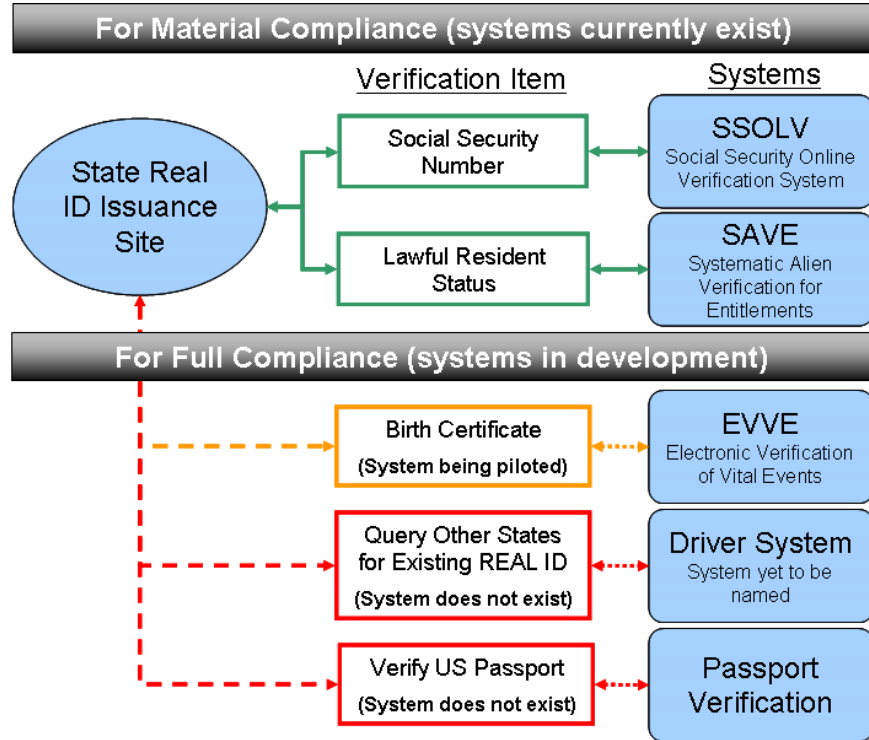 For Material Compliance (systems currently exist)
Verification Item
Systems
State Real
ID Issuance
Site
Social Security
Number
SSOLV
Social Security Online
Verification System
Lawful Resident
Status
SAVE
Systematic Alien
Verification for
Entitlements
For Full Compliance (systems in development)
Birth Certificate
(System being piloted)
EVVE
Electronic Verification
of Vital Events
Query Other States
for Existing REAL ID
(System does not exist)
Driver System
System yet to be
named
Verify US Passport
(System does not exist)
Passport
Verification